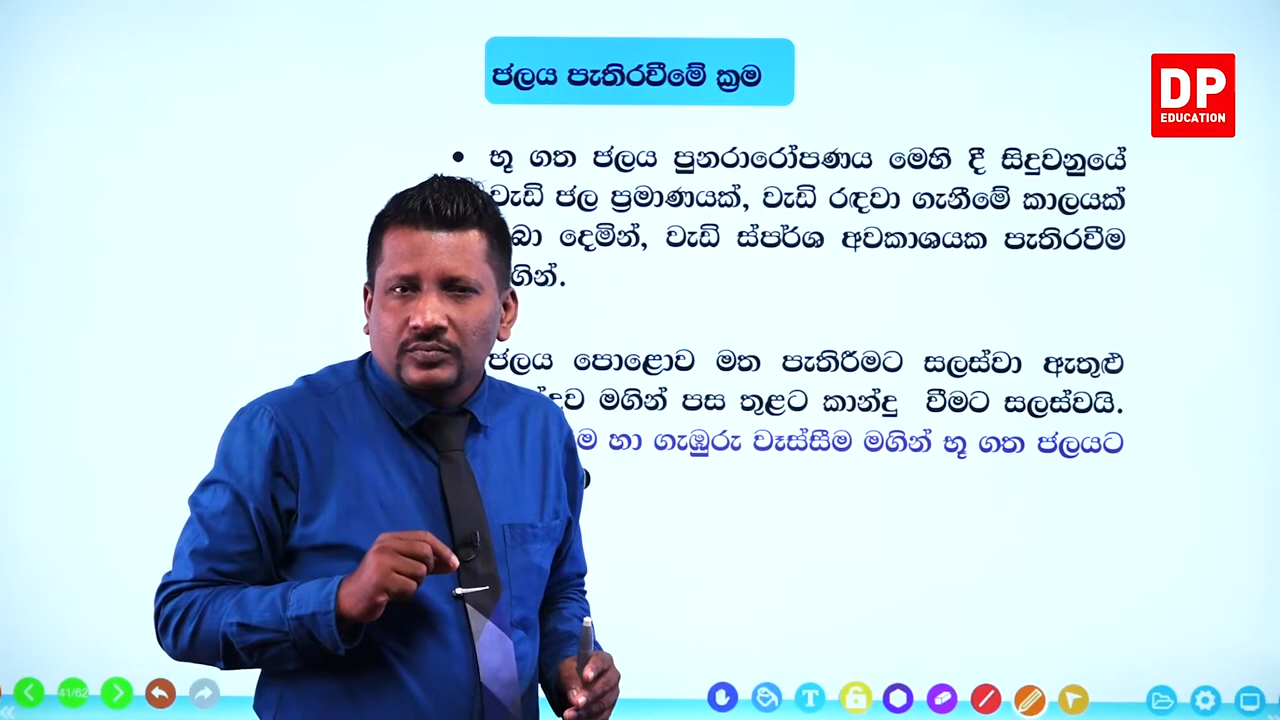 ජලය පැතිරවීමේ ක්‍රම
DP
EDUCATION
• භූ ගත ජලය පුනරාරෝපණය මෙහි දී සිදුවනුයේ
වැඩි ජල ප්‍රමාණයක්, වැඩි රඳවා ගැනීමේ කාලයක්
දෙමින්, වැඩි ස්පර්ශ අවකාශයක පැතිරවීම
ජලය පොළොව මත පැතිරීමට සලස්වා ඇතුළු
මගින් පස තුළට කාන්දු වීමට සලස්වයි.
හා ගැඹුරු වෑස්සීම මගින් භූ ගත ජලයට
41/62